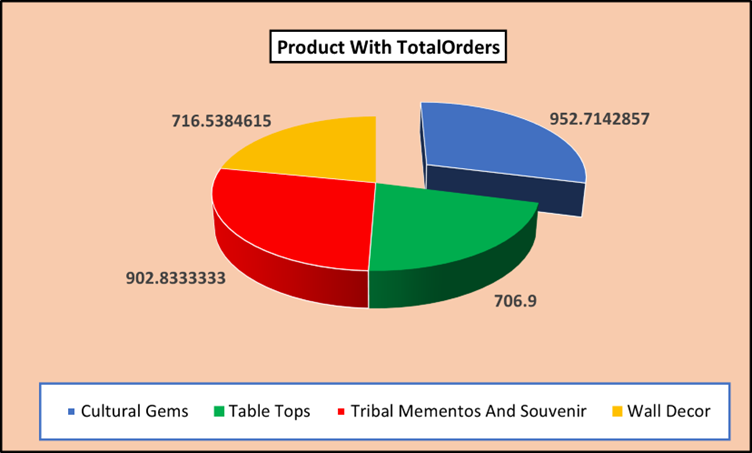 Product With TotalOrders
716.5384615
952.7142857
902.8333333
706.9
Cultural Gems Table Tops Tribal Mementos And Souvenir Wall Decor